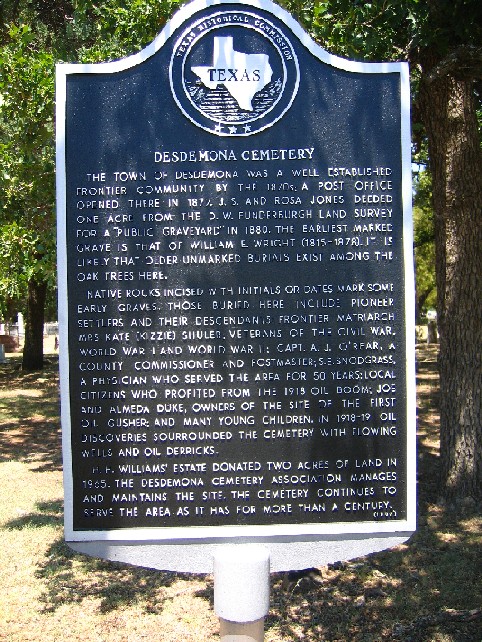 TEXAS HISTORICAL COMMISSION
TEXAS
DESDEMONA CEMETERY
THE TOWN OF DESDEMONA WAS A WELL ESTABLISHED
FRONTIER COMMUNITY BY THE 1870s; A POST OFFICE
OPENED THERE IN 1877. J. S. AND ROSA JONES DEEDED
ONE ACRE FROM THE D. W. FUNDERBURGH LAND SURVEY
FOR A "PUBLIC GRAVEYARD" IN 1880. THE EARLIEST MARKED
GRAVE IS THAT OF WILLIAM E. WRIGHT (1815-1878). IT IS
LIKELY THAT OLDER UNMARKED BURIALS EXIST AMONG THE
OAK TREES HERE.
NATIVE ROCKS INCISED WITH INITIALS OR DATES MARK SOME
EARLY GRAVES. THOSE BURIED HERE INCLUDE PIONEER
SETTLERS AND THEIR DESCENDANTS; FRONTIER MATRIARCH
MRS KATE (KIZZIE) SHULER; VETERANS OF THE CIVIL WAR,
WORLD WAR I AND WORLD WAR II; CAPT. A. J. O'REAR, A
COUNTY COMMISSIONER AND POSTMASTER; S.E. SNODGRASS,
A PHYSICIAN WHO SERVED THE AREA FOR 50 YEARS; LOCAL
CITIZENS WHO PROFITED FROM THE 1918 OIL BOOM; JOE
AND ALMEDA DUKE, OWNERS OF THE SITE OF THE FIRST
OIL GUSHER; AND MANY YOUNG CHILDREN. IN 1918-19 OIL
DISCOVERIES SOURROUNDED THE CEMETERY WITH FLOWING
WELLS AND OIL DERRICKS.
WILLIAMS' ESTATE DONATED TWO ACRES OF LAND IN
1965. THE DESDEMONA CEMETERY ASSOCIATION MANAGES
AND MAINTAINS THE SITE. THE CEMETERY CONTINUES TO
SERVE THE AREA AS IT HAS FOR MORE THAN A CENTURY.